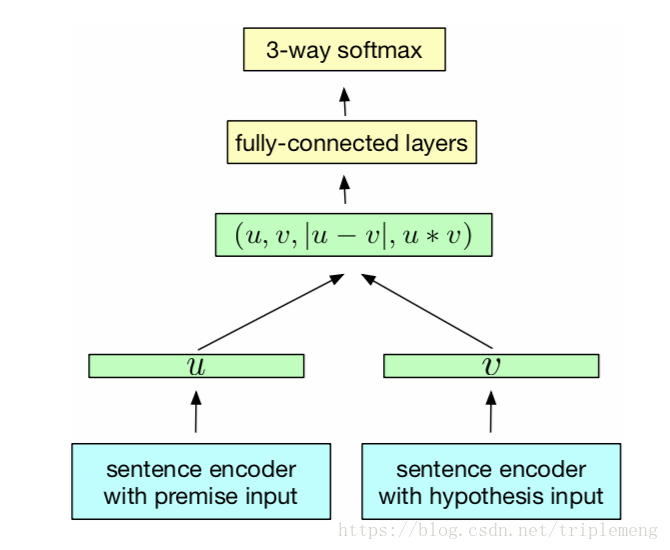 3-way softmax
fully-connected layers
(u, v, |u − v|, u ∗ v)
u
v
sentence encoder
with premise input
sentence encoder
with hypothesis input
https://blog.csdn.net/triplemeng